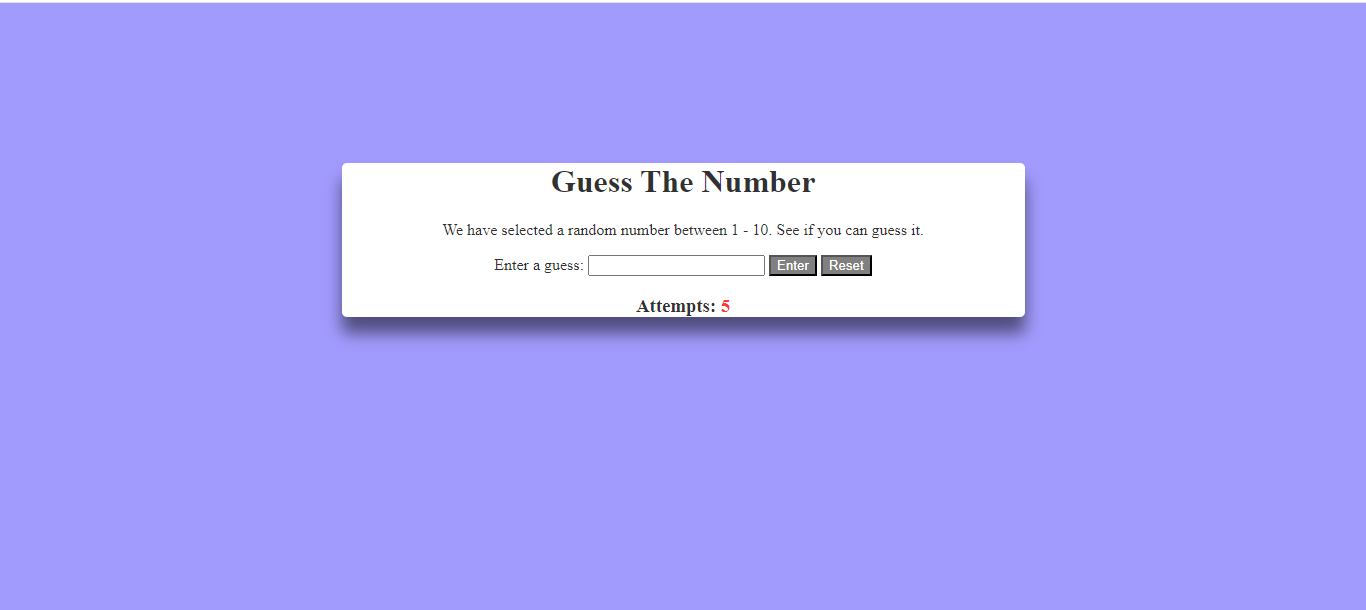 Guess The Number
We have selected a random number between 1 - 10. See if you can guess it.
Enter a guess: Enter Reset
Attempts: 5